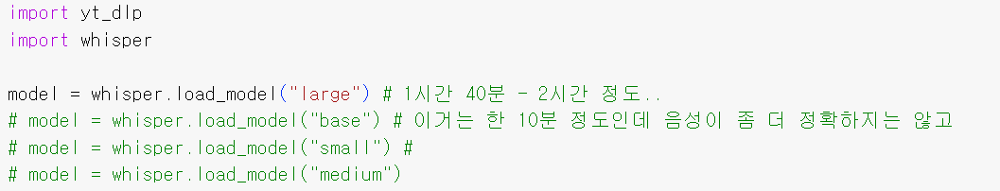 import yt_dlp
import whisper
model = whisper.load_model("large") # 1시간 40분 - 2시간 정도..
# model = whisper.load_model("base") # 이거는 한 10분 정도인데 음성이 좀 더 정확하지는 않고
# model = whisper.load_model("small") #
# model = whisper.load_model("medium")